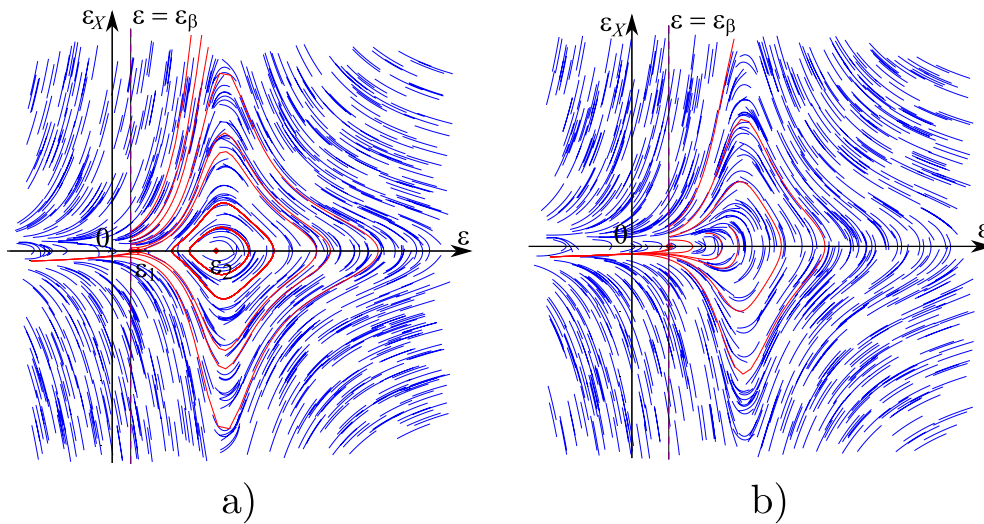 ε_X ε = ε_β
0
ε
ε_1 ε_2
a)
ε_X ε = ε_β
0
ε
b)